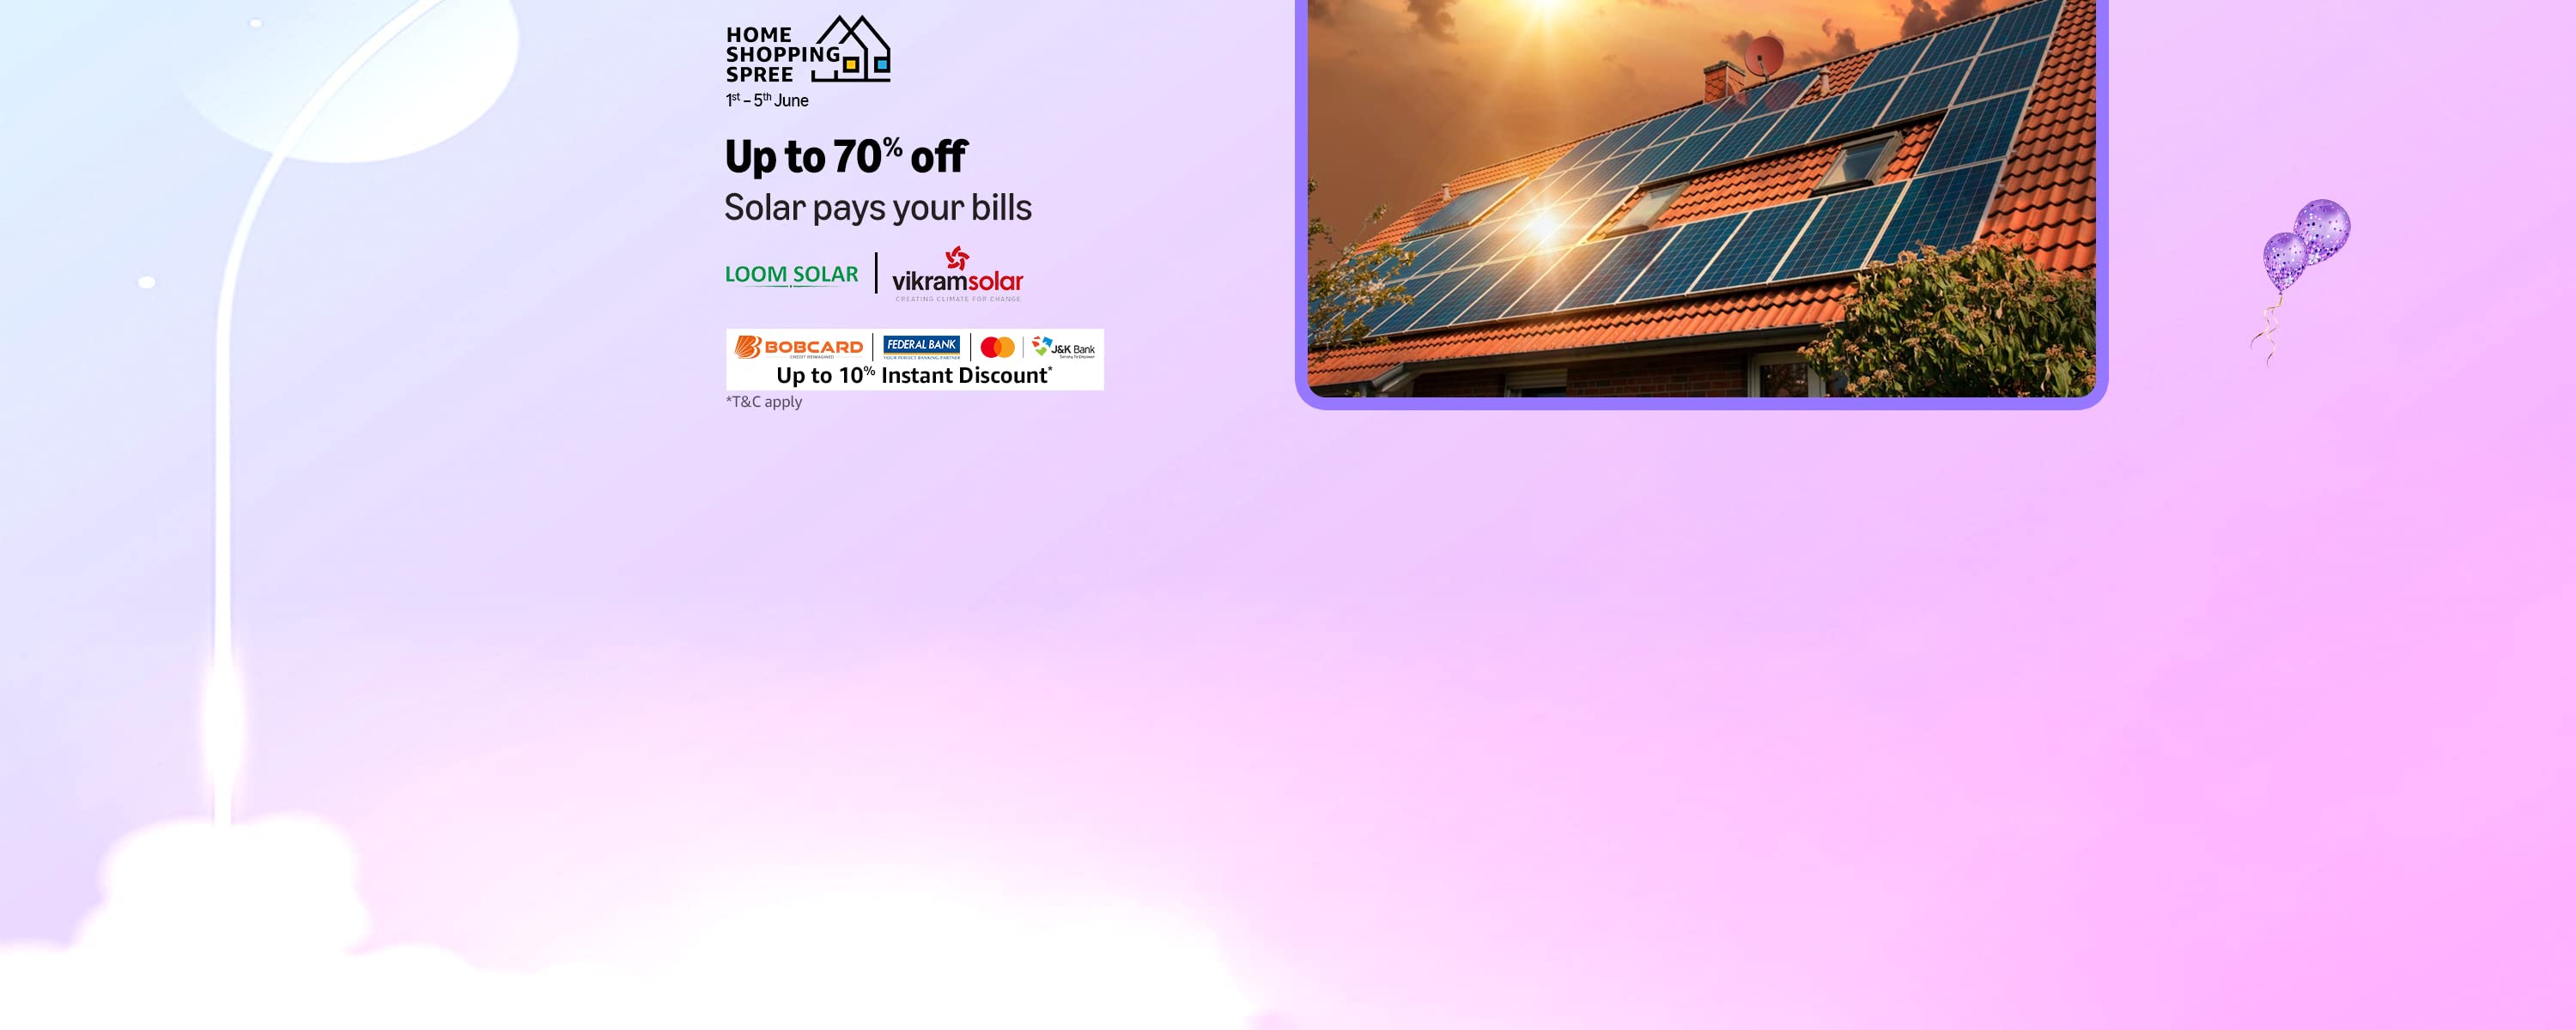 HOME
SHOPPING
SPREE
1st – 5th June
Up to 70% off
Solar pays your bills
LOOM SOLAR
vikramsolar
CREATING CLIMATE FOR CHANGE
BOBCARD
CREDIT REIMAGINED
FEDERAL BANK
YOUR PERFECT BANKING PARTNER
J&K Bank
Serving To Empower
Up to 10% Instant Discount*
*T&C apply